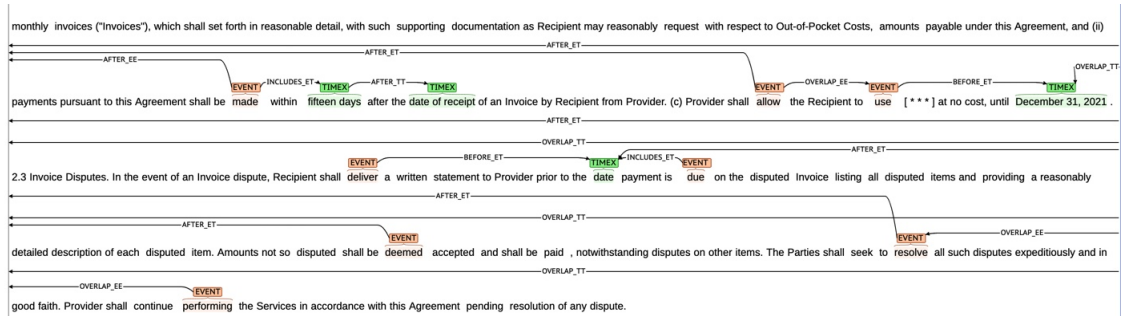 monthly invoices ("Invoices"), which shall set forth in reasonable detail, with such supporting documentation as Recipient may reasonably request with respect to Out-of-Pocket Costs, amounts payable under this Agreement, and (ii)
AFTER_ET
AFTER_ET
AFTER_EE OVERLAP_TT
EVENT INCLUDES_ET TIMEX AFTER_TT TIMEX EVENT OVERLAP_EE EVENT BEFORE_ET TIMEX
payments pursuant to this Agreement shall be made within fifteen days after the date of receipt of an Invoice by Recipient from Provider. (c) Provider shall allow the Recipient to use [ * * * ] at no cost, until December 31, 2021 .
AFTER_ET
OVERLAP_TT
AFTER_ET
EVENT BEFORE_ET TIMEX INCLUDES_ET EVENT
2.3 Invoice Disputes. In the event of an Invoice dispute, Recipient shall deliver a written statement to Provider prior to the date payment is due on the disputed Invoice listing all disputed items and providing a reasonably
AFTER_ET
OVERLAP_TT
AFTER_ET OVERLAP_EE
EVENT EVENT
detailed description of each disputed item. Amounts not so disputed shall be deemed accepted and shall be paid , notwithstanding disputes on other items. The Parties shall seek to resolve all such disputes expeditiously and in
OVERLAP_TT
OVERLAP_EE EVENT
good faith. Provider shall continue performing the Services in accordance with this Agreement pending resolution of any dispute.